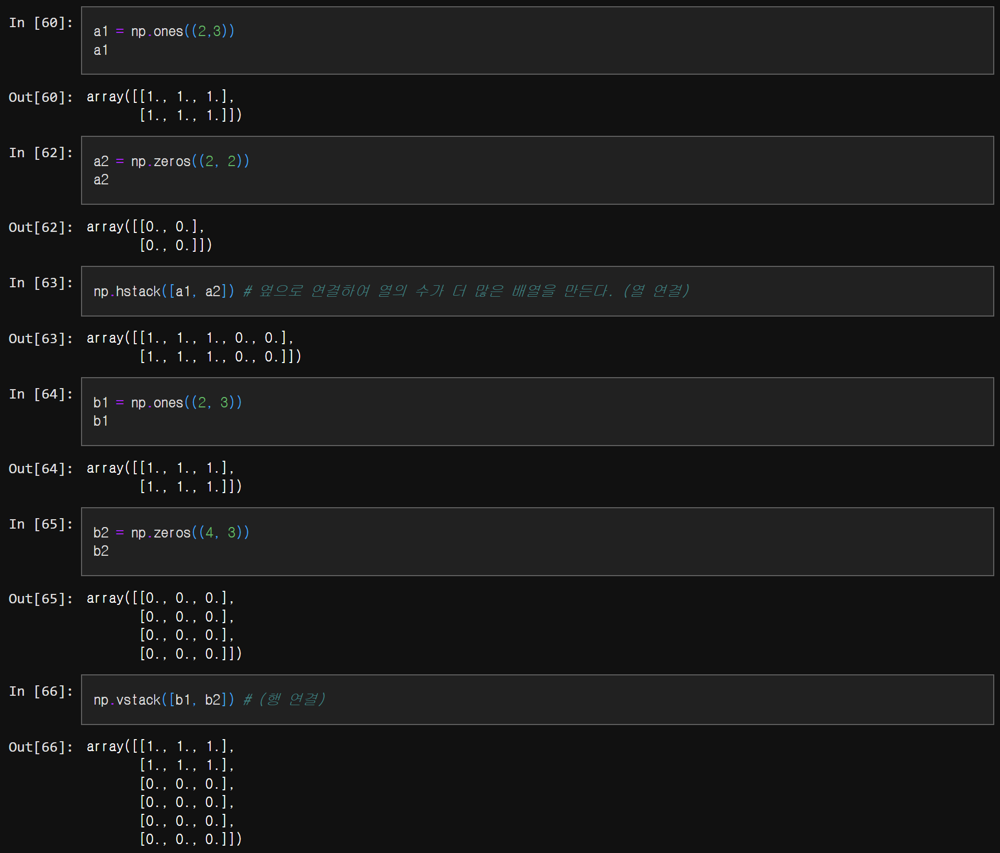 In [60]:
a1 = np.ones((2,3))
a1
Out[60]: array([[1., 1., 1.],
       [1., 1., 1.]])
In [62]:
a2 = np.zeros((2, 2))
a2
Out[62]: array([[0., 0.],
       [0., 0.]])
In [63]:
np.hstack([a1, a2]) # 옆으로 연결하여 열의 수가 더 많은 배열을 만든다. (열 연결)
Out[63]: array([[1., 1., 1., 0., 0.],
       [1., 1., 1., 0., 0.]])
In [64]:
b1 = np.ones((2, 3))
b1
Out[64]: array([[1., 1., 1.],
       [1., 1., 1.]])
In [65]:
b2 = np.zeros((4, 3))
b2
Out[65]: array([[0., 0., 0.],
       [0., 0., 0.],
       [0., 0., 0.],
       [0., 0., 0.]])
In [66]:
np.vstack([b1, b2]) # (행 연결)
Out[66]: array([[1., 1., 1.],
       [1., 1., 1.],
       [0., 0., 0.],
       [0., 0., 0.],
       [0., 0., 0.],
       [0., 0., 0.]])